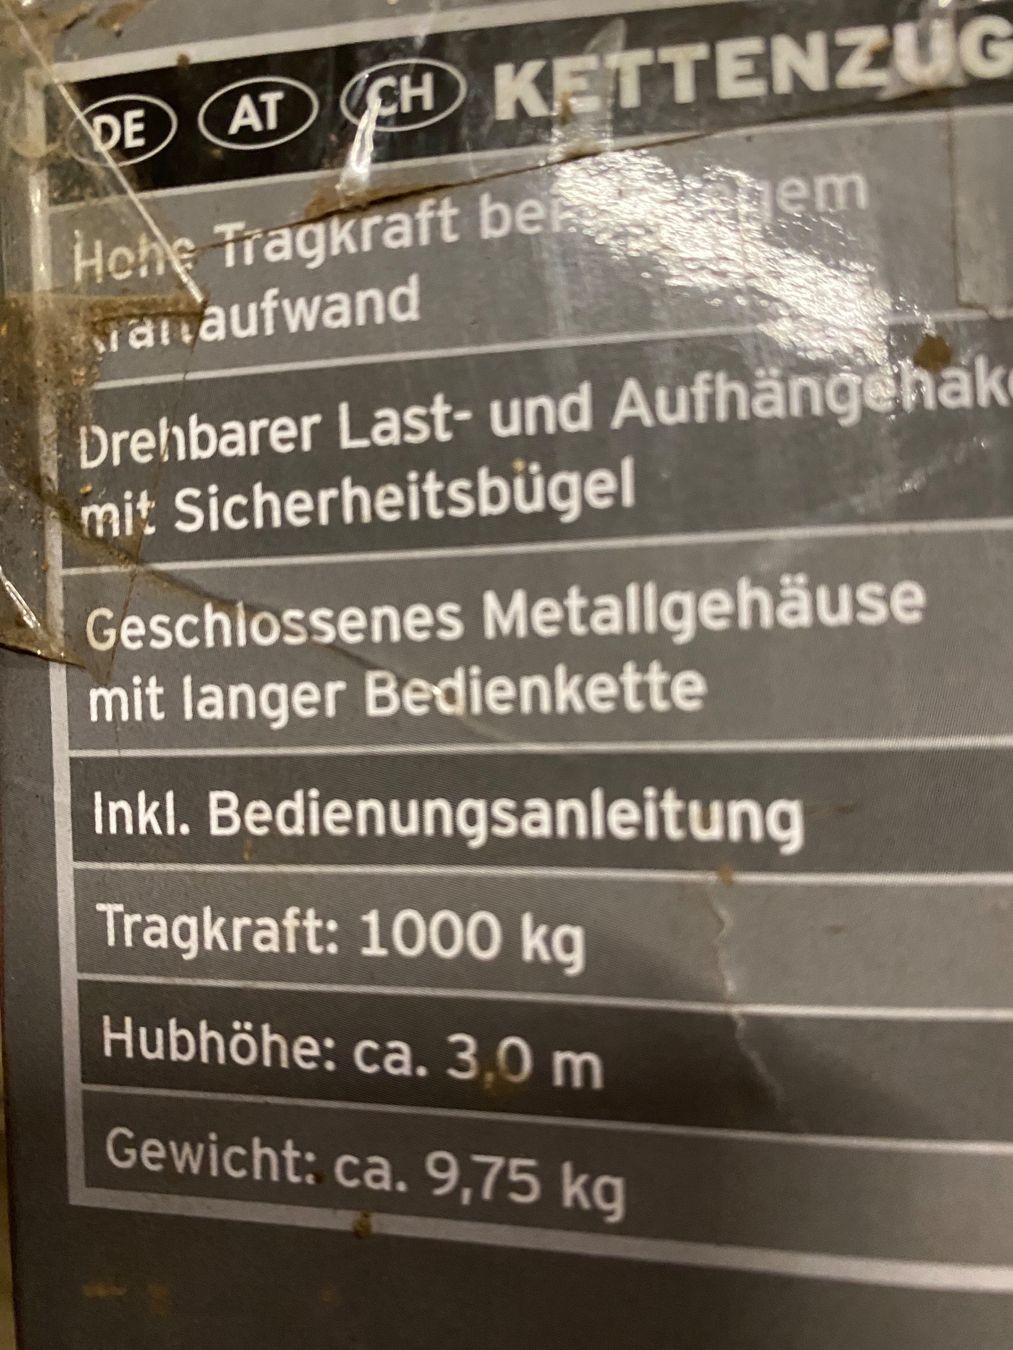 DE AT CH KETTENZUG
Hohe Tragkraft bei
Kraftaufwand
Drehbarer Last- und Aufhängehak
mit Sicherheitsbügel
Geschlossenes Metallgehäuse
mit langer Bedienkette
Inkl. Bedienungsanleitung
Tragkraft: 1000 kg
Hubhöhe: ca. 3,0 m
Gewicht: ca. 9,75 kg